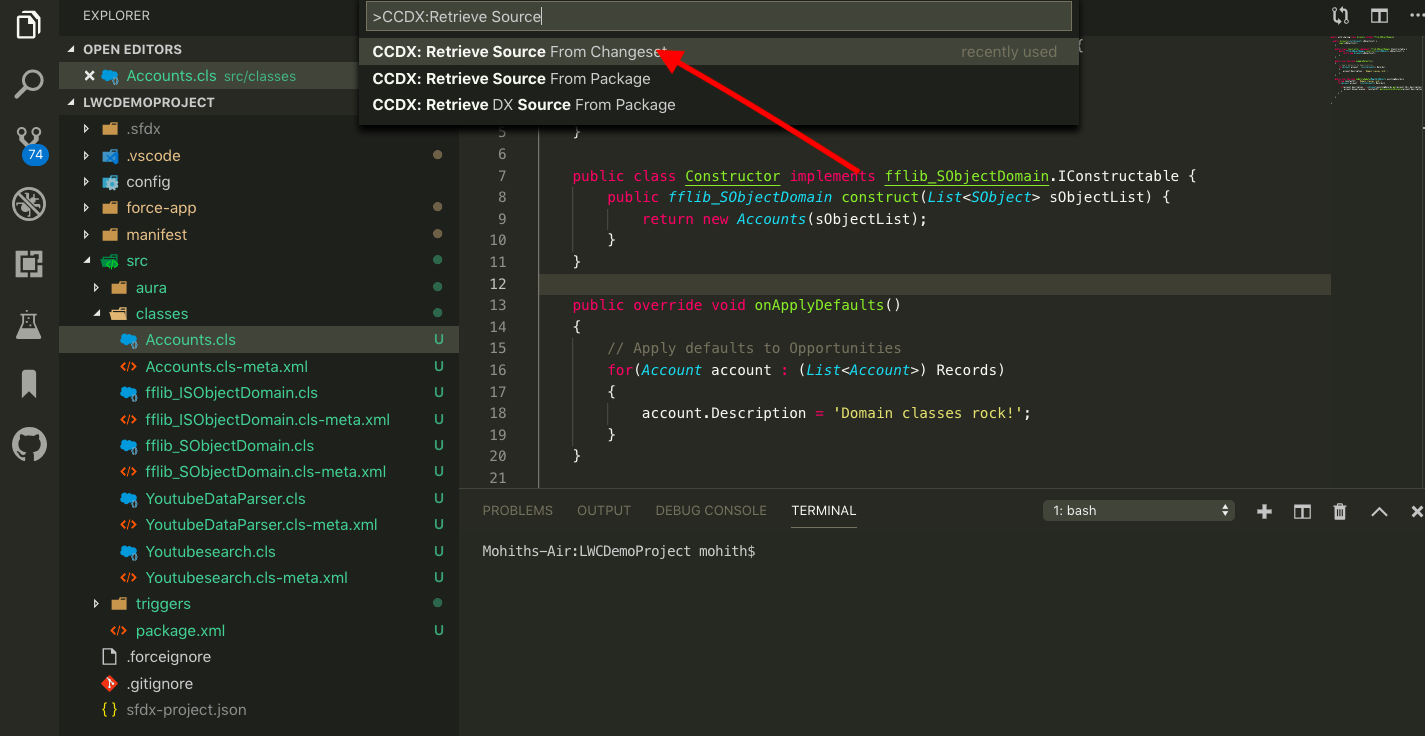 EXPLORER
OPEN EDITORS
Accounts.cls src/classes
LWCDEMOPROJECT
.sfdx
.vscode
config
force-app
manifest
src
aura
classes
Accounts.cls U
Accounts.cls-meta.xml U
fflib_ISObjectDomain.cls U
fflib_ISObjectDomain.cls-meta.xml U
fflib_SObjectDomain.cls U
fflib_SObjectDomain.cls-meta.xml U
YoutubeDataParser.cls U
YoutubeDataParser.cls-meta.xml U
Youtubesearch.cls U
Youtubesearch.cls-meta.xml U
triggers
package.xml U
.forceignore
.gitignore
sfdx-project.json
74
>CCDX:Retrieve Source
CCDX: Retrieve Source From Changeset recently used
CCDX: Retrieve Source From Package
CCDX: Retrieve DX Source From Package
{
5 }
6
7 public class Constructor implements fflib_SObjectDomain.IConstructable {
8 public fflib_SObjectDomain construct(List<SObject> sObjectList) {
9 return new Accounts(sObjectList);
10 }
11 }
12
13 public override void onApplyDefaults()
14 {
15 // Apply defaults to Opportunities
16 for(Account account : (List<Account>) Records)
17 {
18 account.Description = 'Domain classes rock!';
19 }
20 }
21
PROBLEMS OUTPUT DEBUG CONSOLE TERMINAL 1: bash
Mohiths-Air:LWCDemoProject mohith$